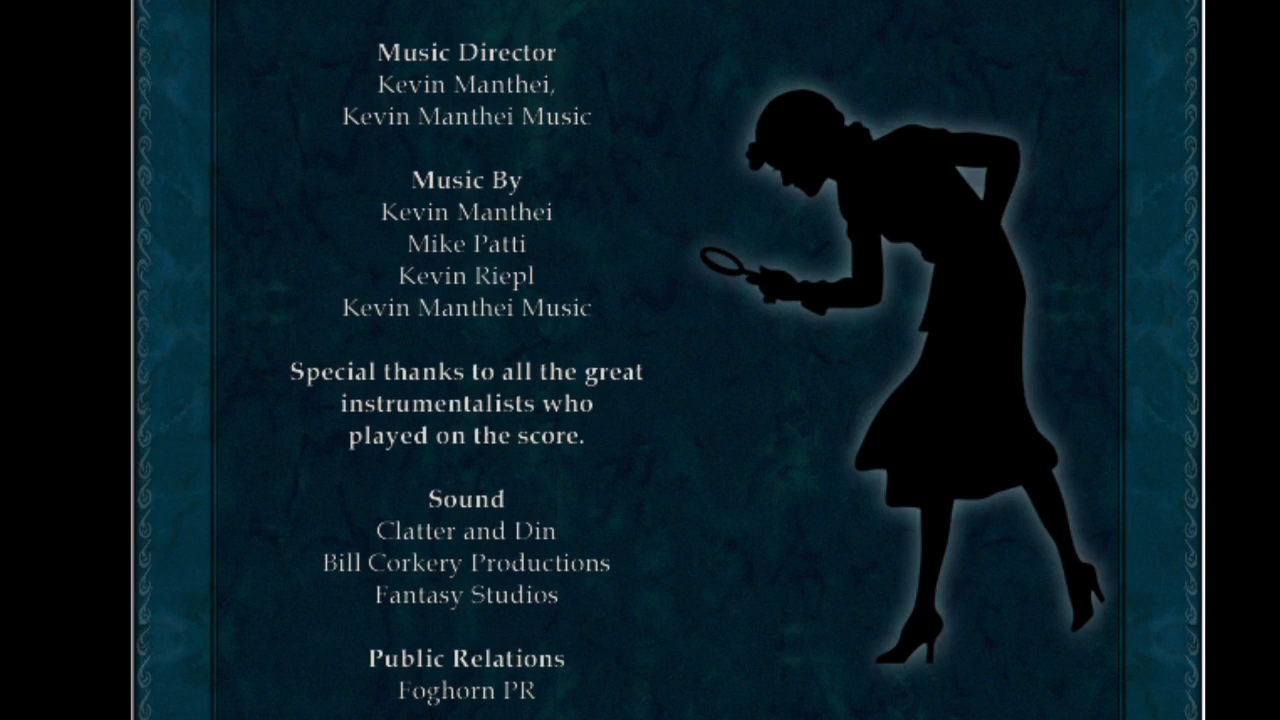 Music Director
Kevin Manthei,
Kevin Manthei Music
Music By
Kevin Manthei
Mike Patti
Kevin Riepl
Kevin Manthei Music
Special thanks to all the great
instrumentalists who
played on the score.
Sound
Clatter and Din
Bill Corkery Productions
Fantasy Studios
Public Relations
Foghorn PR